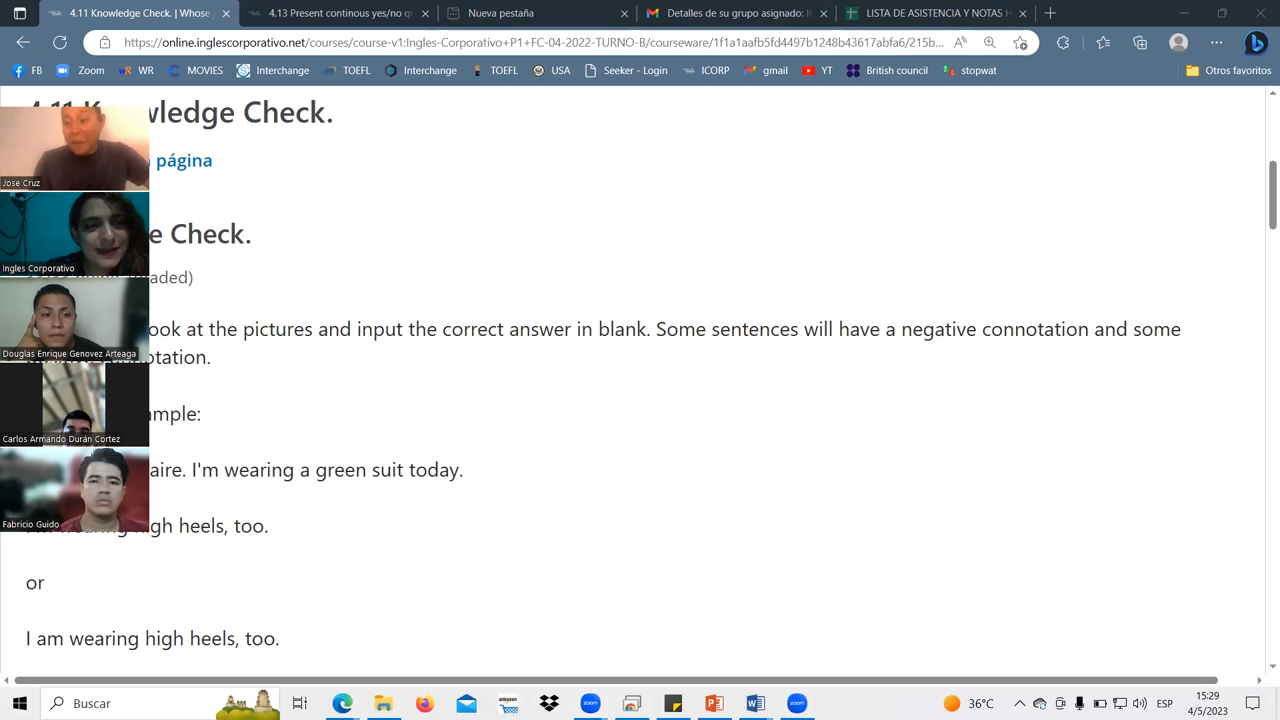 4.11 Knowledge Check. | Whose j
4.13 Present continous yes/no q
Nueva pestaña
Detalles de su grupo asignado: I
LISTA DE ASISTENCIA Y NOTAS H
https://online.inglescorporativo.net/courses/course-v1:Ingles-Corporativo+P1+FC-04-2022-TURNO-B/courseware/1f1a1aafb5fd4497b1248b43617abfa6/215b...
FB
Zoom
WR
MOVIES
Interchange
TOEFL
Interchange
TOEFL
USA
Seeker - Login
ICORP
gmail
YT
British council
stopwat
Otros favoritos
4.11 Knowledge Check.
página
e Check.
aded)
ook at the pictures and input the correct answer in blank. Some sentences will have a negative connotation and some
otation.
ample:
aire. I'm wearing a green suit today.
gh heels, too.
or
I am wearing high heels, too.
Jose Cruz
Ingles Corporativo
Douglas Enrique Genovez Arteaga
Carlos Armando Durán Cortez
Fabricio Guido
Buscar
36°C
ESP
15:29
4/5/2023